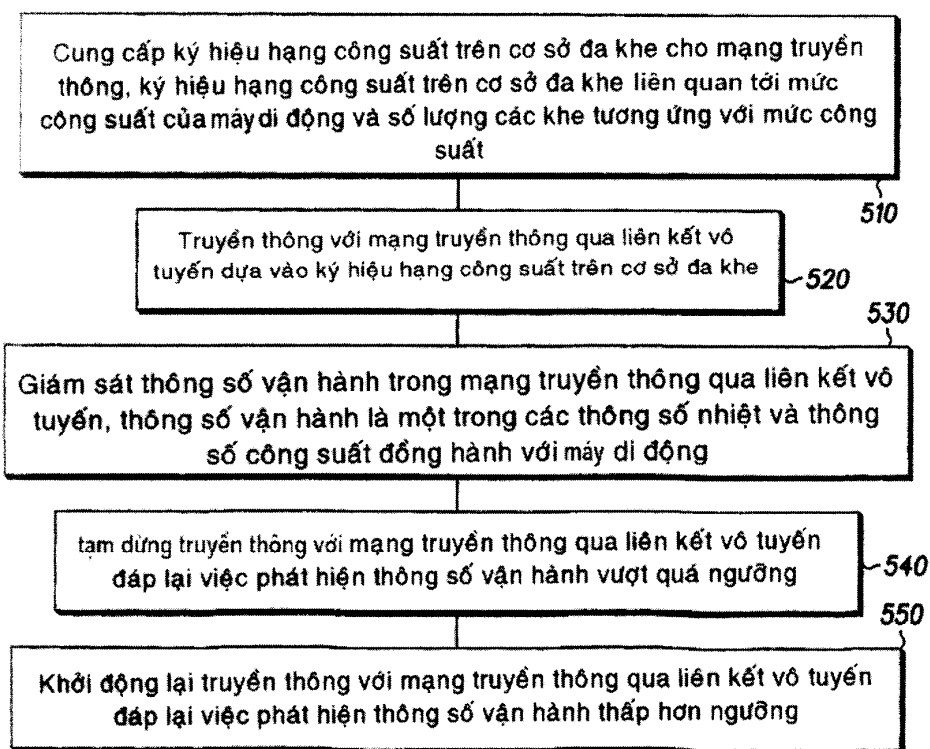 Cung cấp ký hiệu hạng công suất trên cơ sở đa khe cho mạng truyền
thông, ký hiệu hạng công suất trên cơ sở đa khe liên quan tới mức
công suất của máy di động và số lượng các khe tương ứng với mức công
suất
510
Truyền thông với mạng truyền thông qua liên kết vô
tuyến dựa vào ký hiệu hạng công suất trên cơ sở đa khe
520
530
Giám sát thông số vận hành trong mạng truyền thông qua liên kết vô
tuyến, thông số vận hành là một trong các thông số nhiệt và thông
số công suất đồng hành với máy di động
tạm dừng truyền thông với mạng truyền thông qua liên kết vô tuyến
đáp lại việc phát hiện thông số vận hành vượt quá ngưỡng
540
550
Khởi động lại truyền thông với mạng truyền thông qua liên kết vô tuyến
đáp lại việc phát hiện thông số vận hành thấp hơn ngưỡng